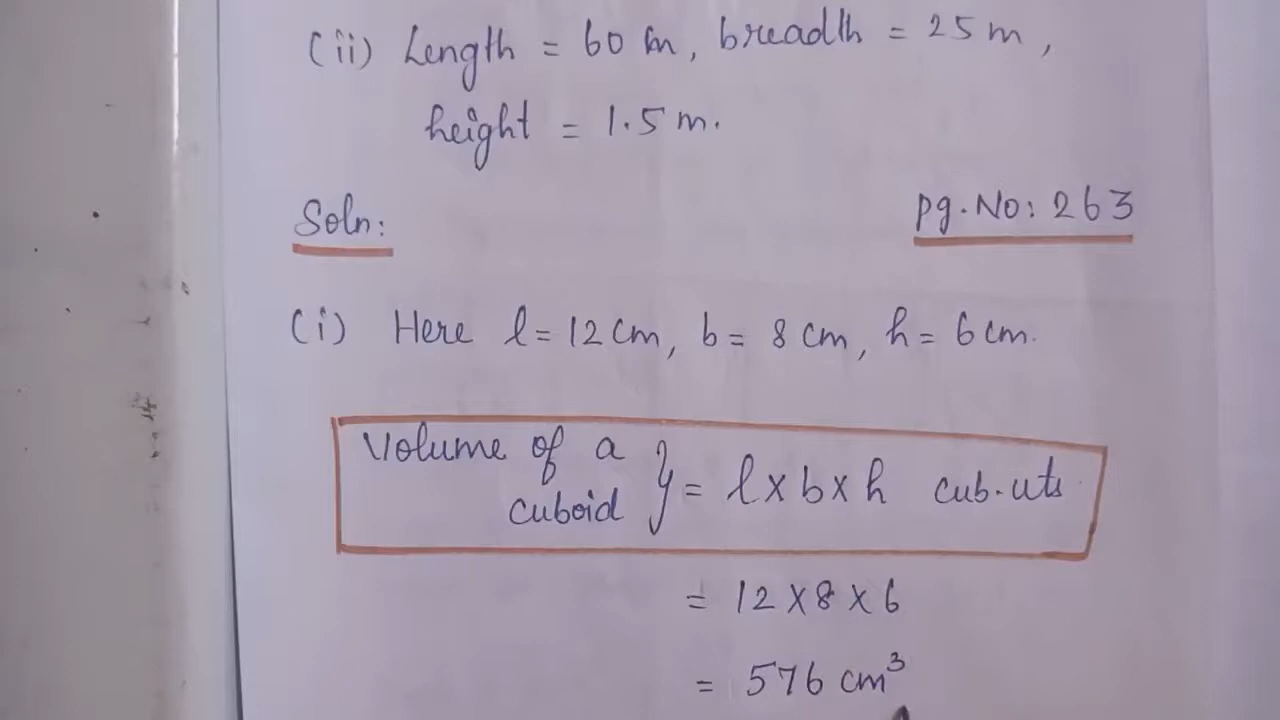 (ii) Length = 60 m, breadth = 25 m,
height = 1.5 m.
Soln:
pg. No: 263
(i) Here l = 12 cm, b = 8 cm, h = 6 cm.
Volume of a
cuboid } = l × b × h cub. uts
= 12 × 8 × 6
= 576 cm³